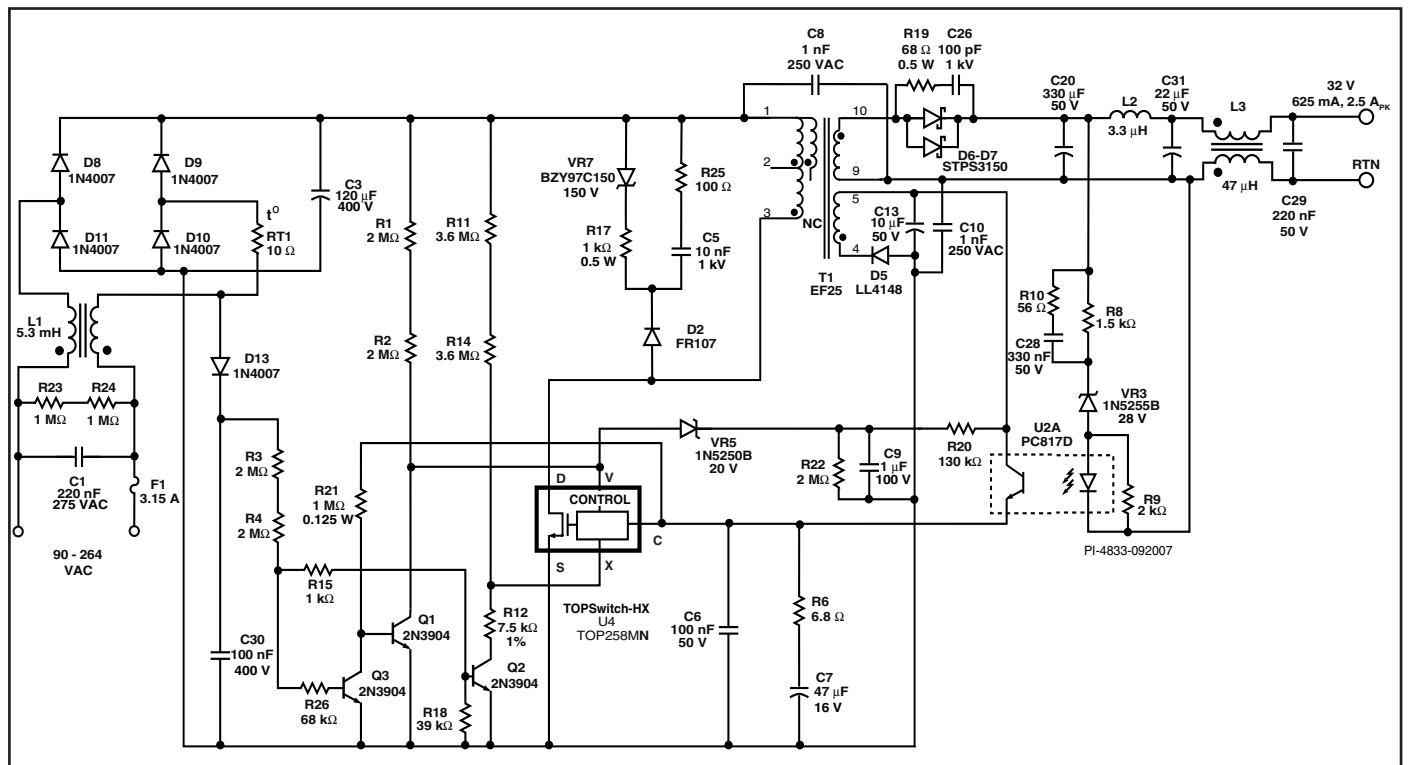 C8
1 nF
250 VAC
R19
68 Ω
0.5 W
C26
100 pF
1 kV
C20
330 μF
50 V
L2
3.3 μH
C31
22 μF
50 V
L3
47 μH
32 V
625 mA, 2.5 APK
RTN
C29
220 nF
50 V
D8
1N4007
D9
1N4007
D11
1N4007
D10
1N4007
tO
RT1
10 Ω
C3
120 μF
400 V
R1
2 MΩ
R11
3.6 MΩ
VR7
BZY97C150
150 V
R25
100 Ω
R17
1 kΩ
0.5 W
C5
10 nF
1 kV
1
2
3
NC
10
9
5
4
D6-D7
STPS3150
C13
10 μF
50 V
C10
1 nF
250 VAC
T1
EF25
D5
LL4148
L1
5.3 mH
R2
2 MΩ
R14
3.6 MΩ
D2
FR107
R10
56 Ω
R8
1.5 kΩ
C28
330 nF
50 V
D13
1N4007
R23
1 MΩ
R24
1 MΩ
C1
220 nF
275 VAC
F1
3.15 A
90 - 264
VAC
R3
2 MΩ
R4
2 MΩ
R21
1 MΩ
0.125 W
VR5
1N5250B
20 V
R22
2 MΩ
C9
1 μF
100 V
R20
130 kΩ
U2A
PC817D
VR3
1N5255B
28 V
R9
2 kΩ
PI-4833-092007
D
V
CONTROL
C
S
X
TOPSwitch-HX
U4
TOP258MN
R15
1 kΩ
R12
7.5 kΩ
1%
C6
100 nF
50 V
R6
6.8 Ω
C7
47 μF
16 V
C30
100 nF
400 V
Q1
2N3904
Q3
2N3904
Q2
2N3904
R26
68 kΩ
R18
39 kΩ